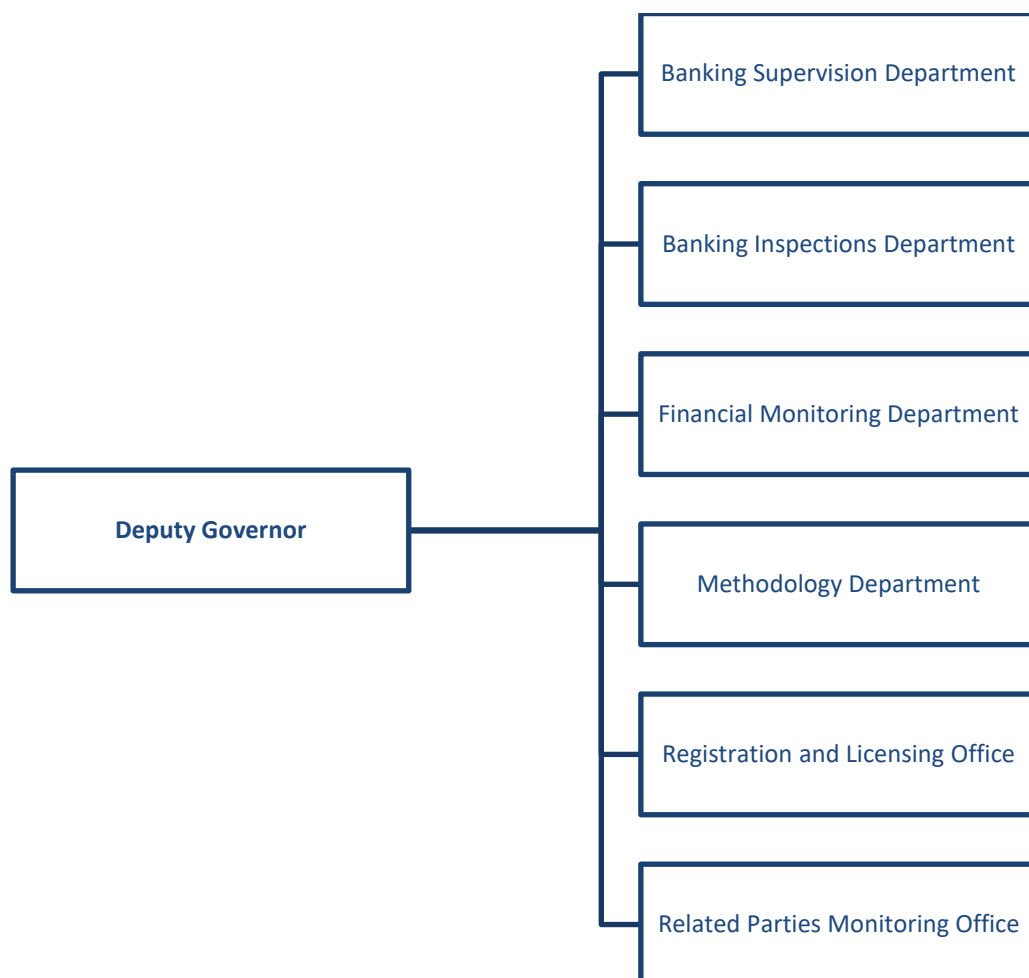 Banking Supervision Department
Banking Inspections Department
Financial Monitoring Department
Deputy Governor
Methodology Department
Registration and Licensing Office
Related Parties Monitoring Office